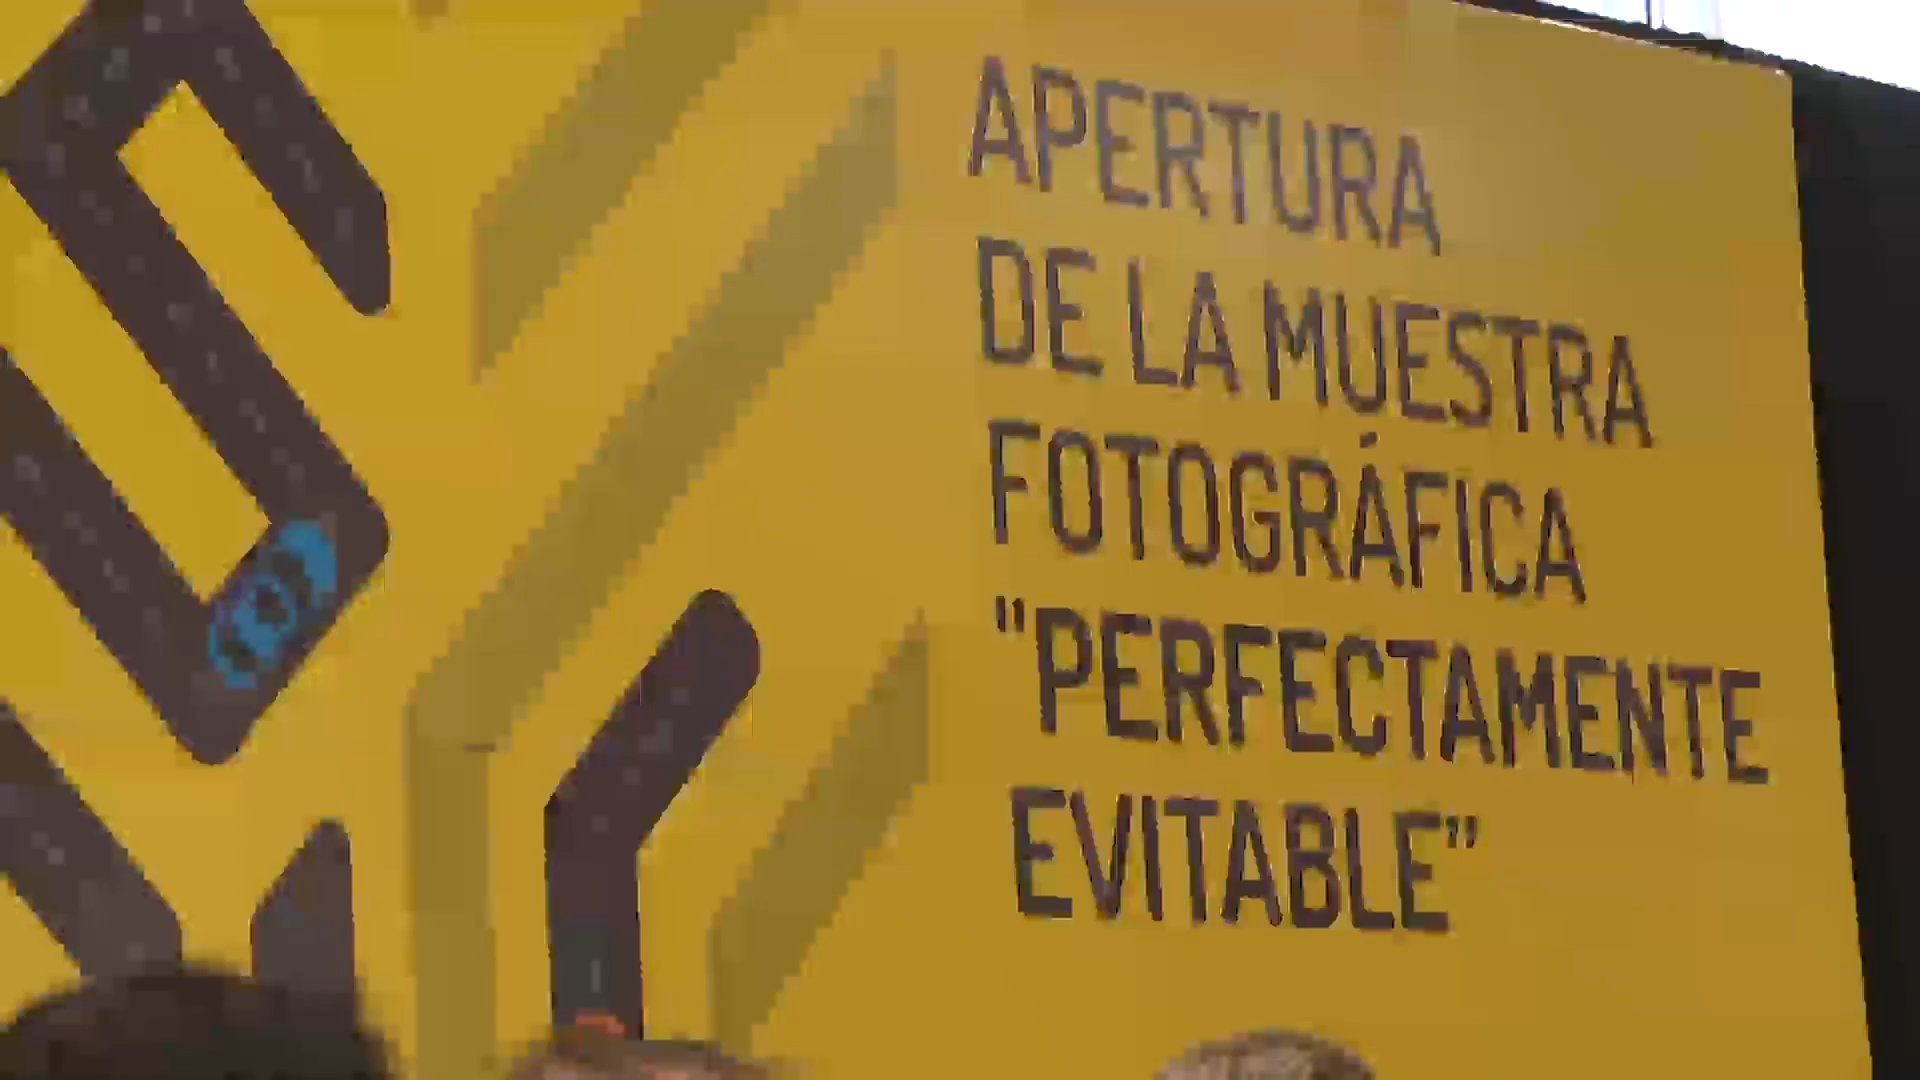 APERTURA
DE LA MUESTRA
FOTOGRÁFICA
"PERFECTAMENTE
EVITABLE"